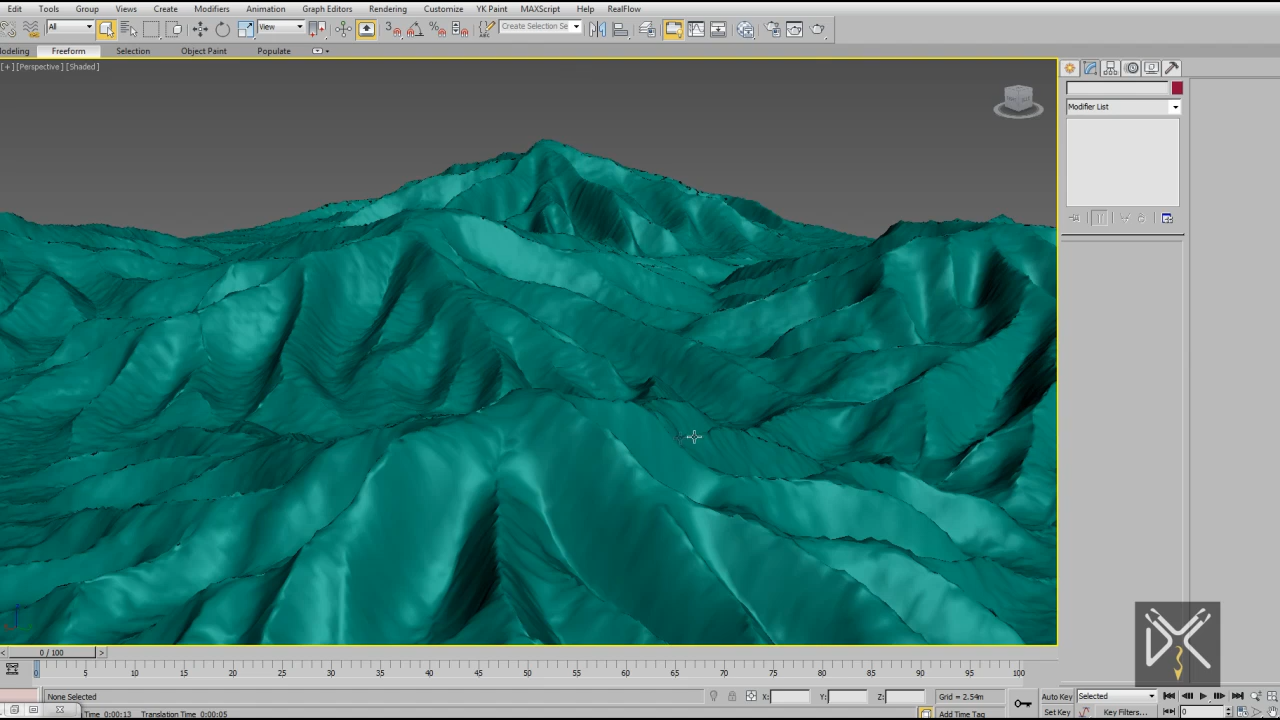 Edit Tools Group Views Create Modifiers Animation Graph Editors Rendering Customize YK Paint MAXScript Help RealFlow
All View 3 Create Selection Se
odeling Freeform Selection Object Paint Populate
[+] [Perspective] [Shaded]
Modifier List
< 0 / 100 >
0 5 10 15 20 25 30 35 40 45 50 55 60 65 70 75 80 85 90 95 100
None Selected X: Y: Z: Grid = 2.54m Auto Key Selected
Time 0:00:13 Translation Time 0:00:05 Add Time Tag Set Key Key Filters... 0